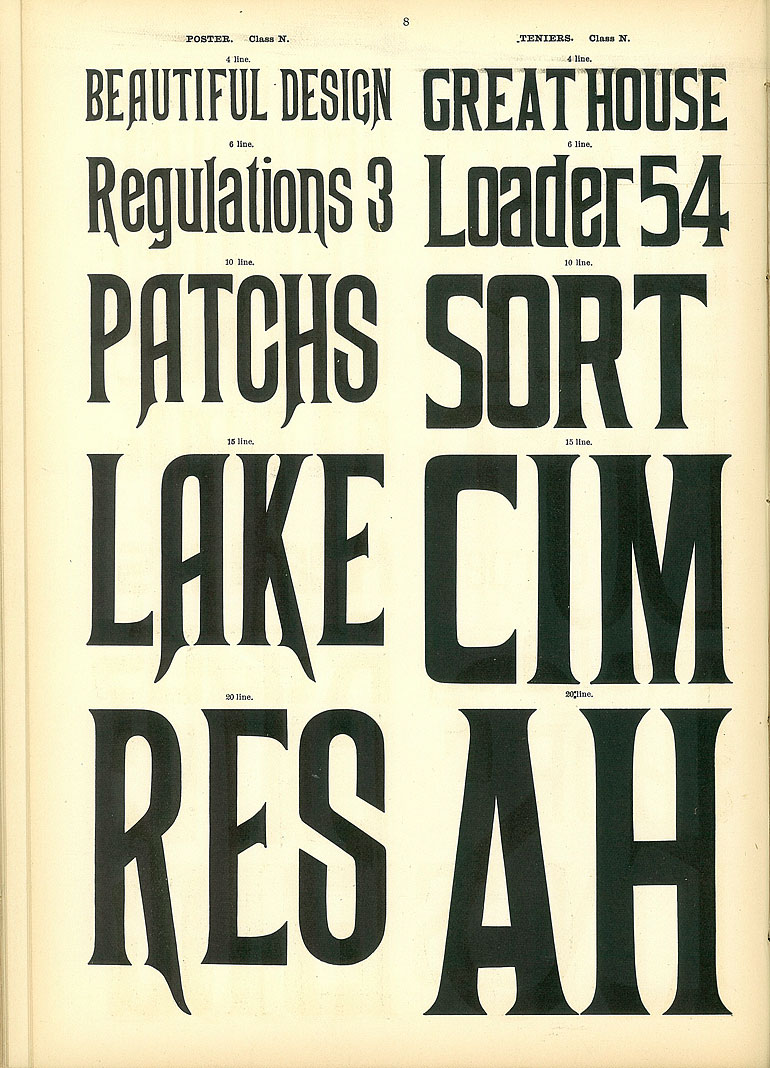 8
POSTER. Class N.
4 line.
BEAUTIFUL DESIGN
6 line.
Regulations 3
10 line.
PATCHS
15 line.
LAKE
20 line.
RES
TENIERS. Class N.
4 line.
GREAT HOUSE
6 line.
Loader 54
10 line.
SORT
15 line.
CIM
20 line.
AH